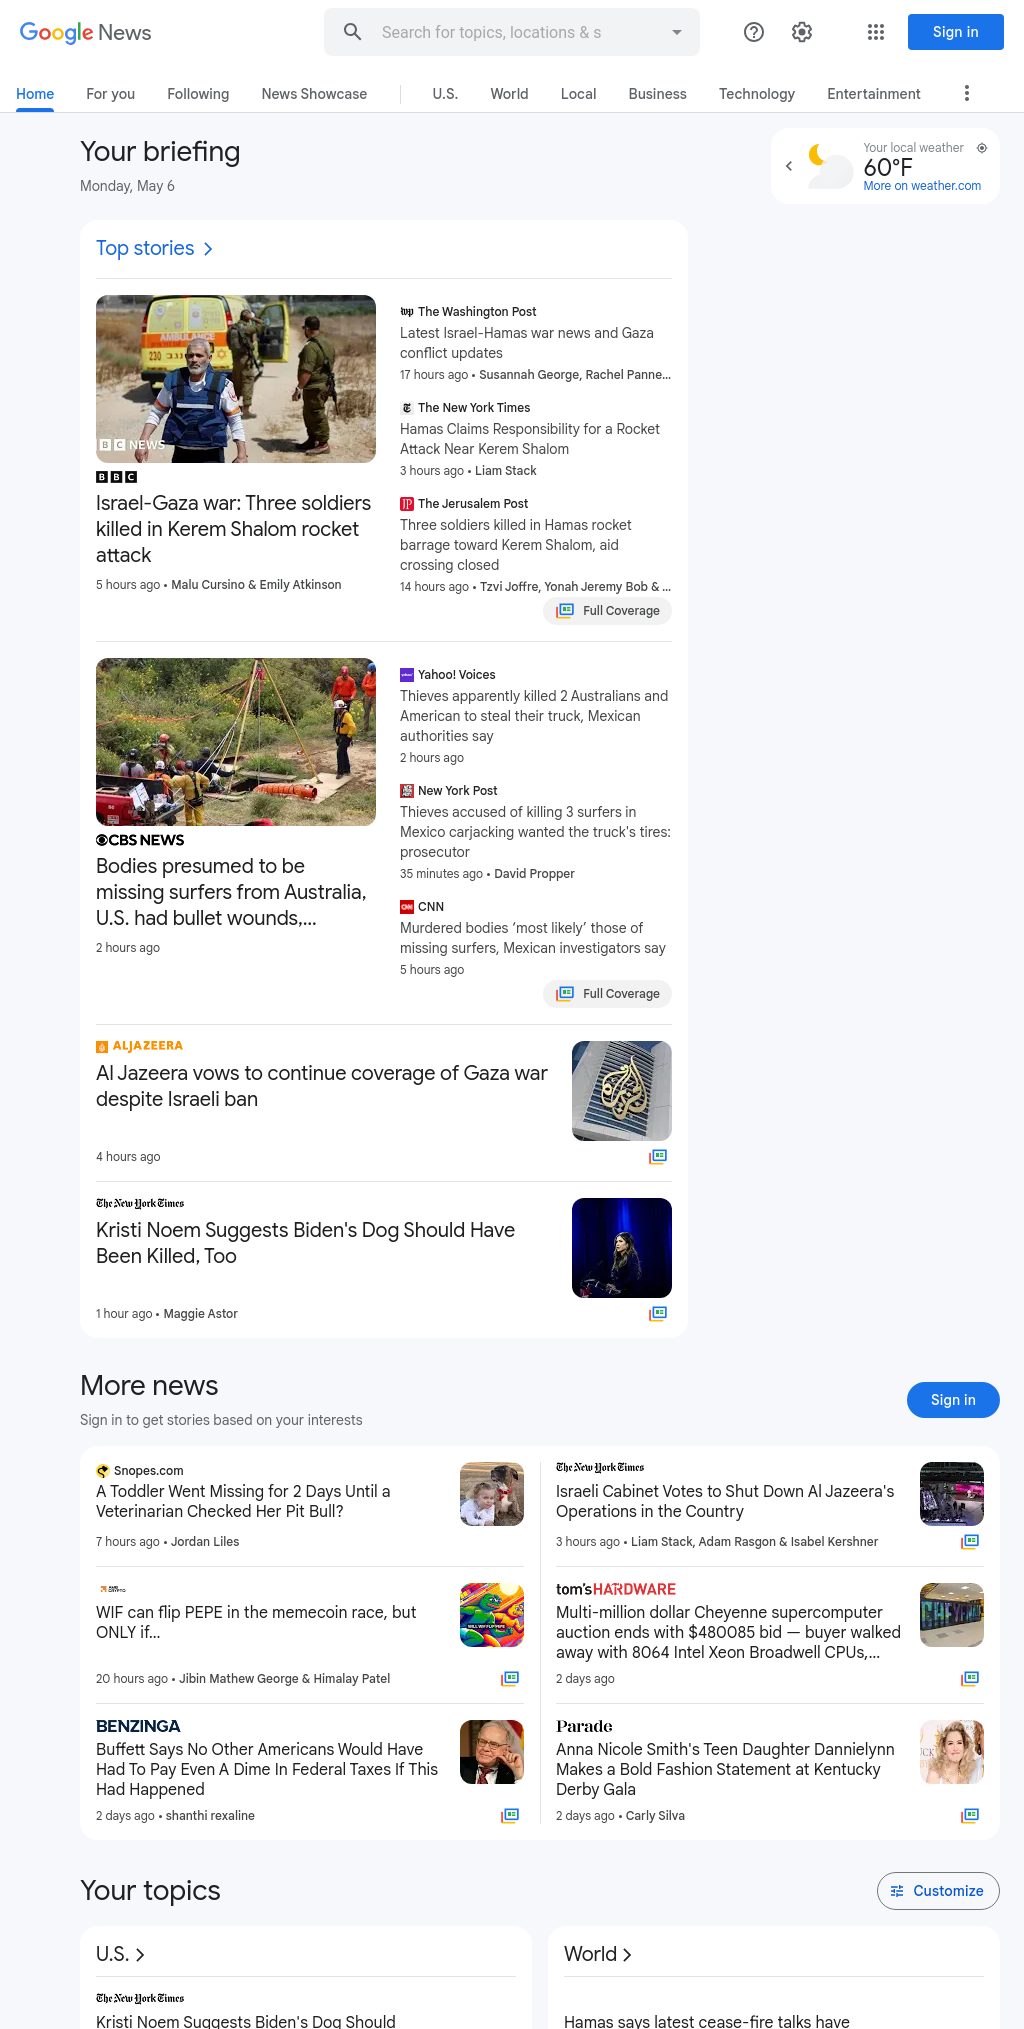 Google News
Search for topics, locations & s
Sign in
Home
For you
Following
News Showcase
U.S.
World
Local
Business
Technology
Entertainment
Your briefing
Monday, May 6
Your local weather
60°F
More on weather.com
Top stories
AMBULANCE
230
BBC NEWS
BBC
Israel-Gaza war: Three soldiers
killed in Kerem Shalom rocket
attack
5 hours ago • Malu Cursino & Emily Atkinson
The Washington Post
Latest Israel-Hamas war news and Gaza
conflict updates
17 hours ago • Susannah George, Rachel Panne...
The New York Times
Hamas Claims Responsibility for a Rocket
Attack Near Kerem Shalom
3 hours ago • Liam Stack
The Jerusalem Post
Three soldiers killed in Hamas rocket
barrage toward Kerem Shalom, aid
crossing closed
14 hours ago • Tzvi Joffre, Yonah Jeremy Bob & ...
Full Coverage
CBS NEWS
Bodies presumed to be
missing surfers from Australia,
U.S. had bullet wounds,...
2 hours ago
Yahoo! Voices
Thieves apparently killed 2 Australians and
American to steal their truck, Mexican
authorities say
2 hours ago
New York Post
Thieves accused of killing 3 surfers in
Mexico carjacking wanted the truck's tires:
prosecutor
35 minutes ago • David Propper
CNN
Murdered bodies ‘most likely’ those of
missing surfers, Mexican investigators say
5 hours ago
Full Coverage
ALJAZEERA
Al Jazeera vows to continue coverage of Gaza war
despite Israeli ban
4 hours ago
The New York Times
Kristi Noem Suggests Biden's Dog Should Have
Been Killed, Too
1 hour ago • Maggie Astor
More news
Sign in to get stories based on your interests
Sign in
Snopes.com
A Toddler Went Missing for 2 Days Until a
Veterinarian Checked Her Pit Bull?
7 hours ago • Jordan Liles
The New York Times
Israeli Cabinet Votes to Shut Down Al Jazeera's
Operations in the Country
3 hours ago • Liam Stack, Adam Rasgon & Isabel Kershner
WIF can flip PEPE in the memecoin race, but
ONLY if...
WILL WIF FLIP PEPE
20 hours ago • Jibin Mathew George & Himalay Patel
tom's HARDWARE
Multi-million dollar Cheyenne supercomputer
auction ends with $480085 bid — buyer walked
away with 8064 Intel Xeon Broadwell CPUs,...
2 days ago
BENZINGA
Buffett Says No Other Americans Would Have
Had To Pay Even A Dime In Federal Taxes If This
Had Happened
2 days ago • shanthi rexaline
Parade
Anna Nicole Smith's Teen Daughter Dannielynn
Makes a Bold Fashion Statement at Kentucky
Derby Gala
2 days ago • Carly Silva
Your topics
Customize
U.S.
The New York Times
Kristi Noem Suggests Biden's Dog Should
World
Hamas says latest cease-fire talks have